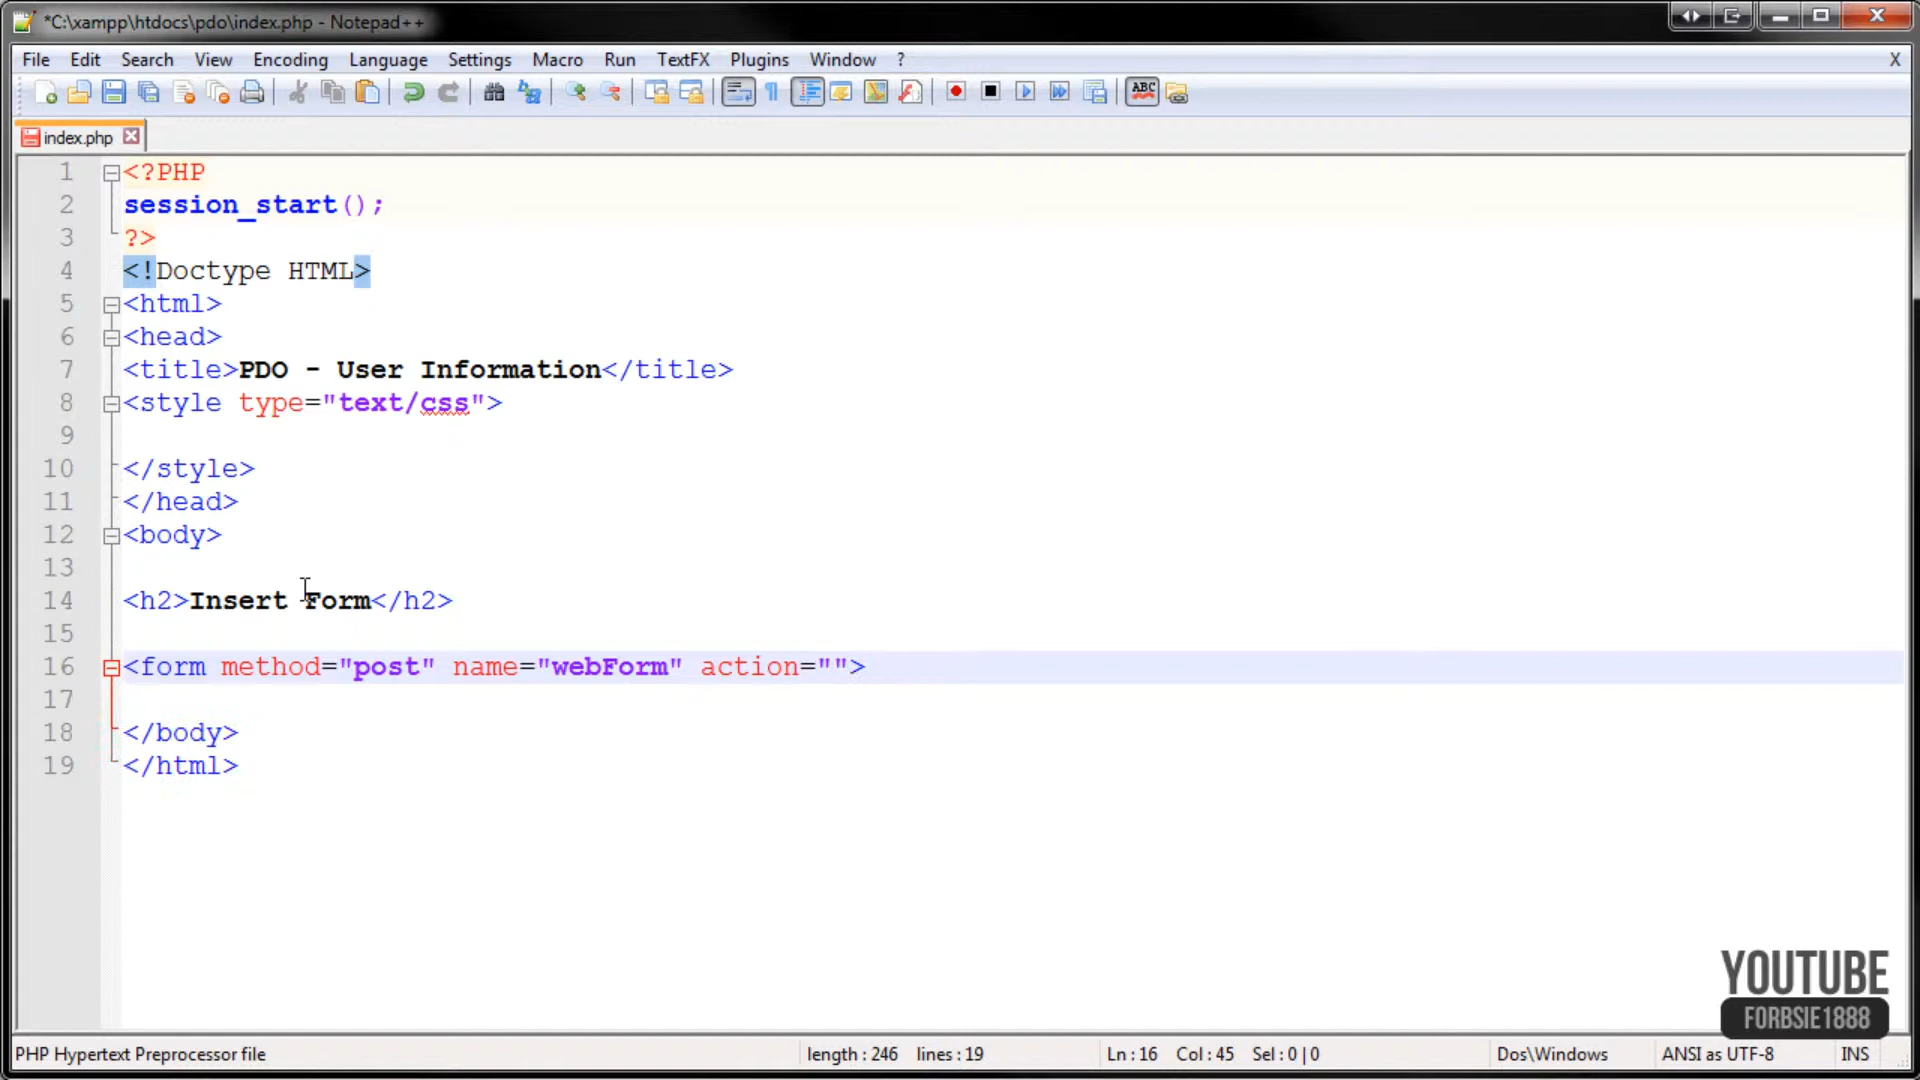 *C:\xampp\htdocs\pdo\index.php - Notepad++
File Edit Search View Encoding Language Settings Macro Run TextFX Plugins Window ? X
ABC
index.php
1 <?PHP
2 session_start();
3 ?>
4 <!Doctype HTML>
5 <html>
6 <head>
7 <title>PDO - User Information</title>
8 <style type="text/css">
9
10 </style>
11 </head>
12 <body>
13
14 <h2>Insert Form</h2>
15
16 <form method="post" name="webForm" action="">
17
18 </body>
19 </html>
YOUTUBE
FORBSIE1888
PHP Hypertext Preprocessor file length : 246 lines : 19 Ln : 16 Col : 45 Sel : 0 | 0 Dos\Windows ANSI as UTF-8 INS